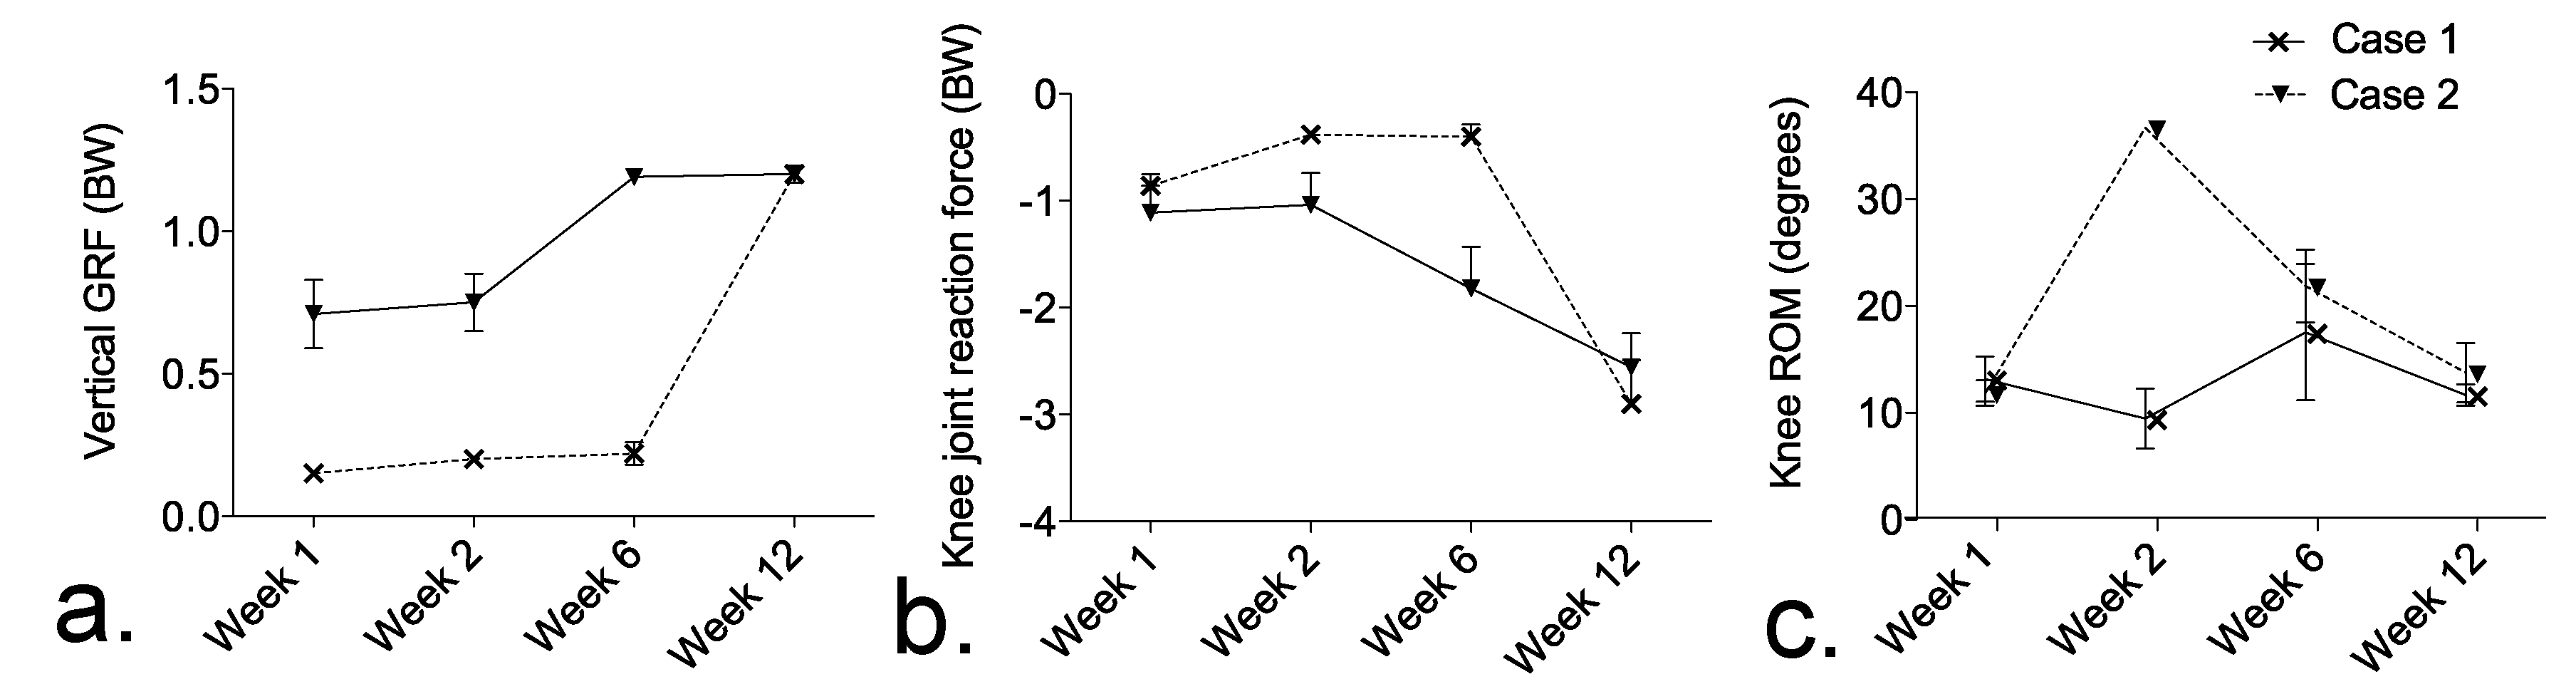 Case 1
Case 2
Vertical GRF (BW)
1.5
1.0
0.5
0.0
Week 1
Week 2
Week 6
Week 12
a.
Knee joint reaction force (BW)
0
-1
-2
-3
-4
Week 1
Week 2
Week 6
Week 12
b.
Knee ROM (degrees)
40
30
20
10
0
Week 1
Week 2
Week 6
Week 12
c.